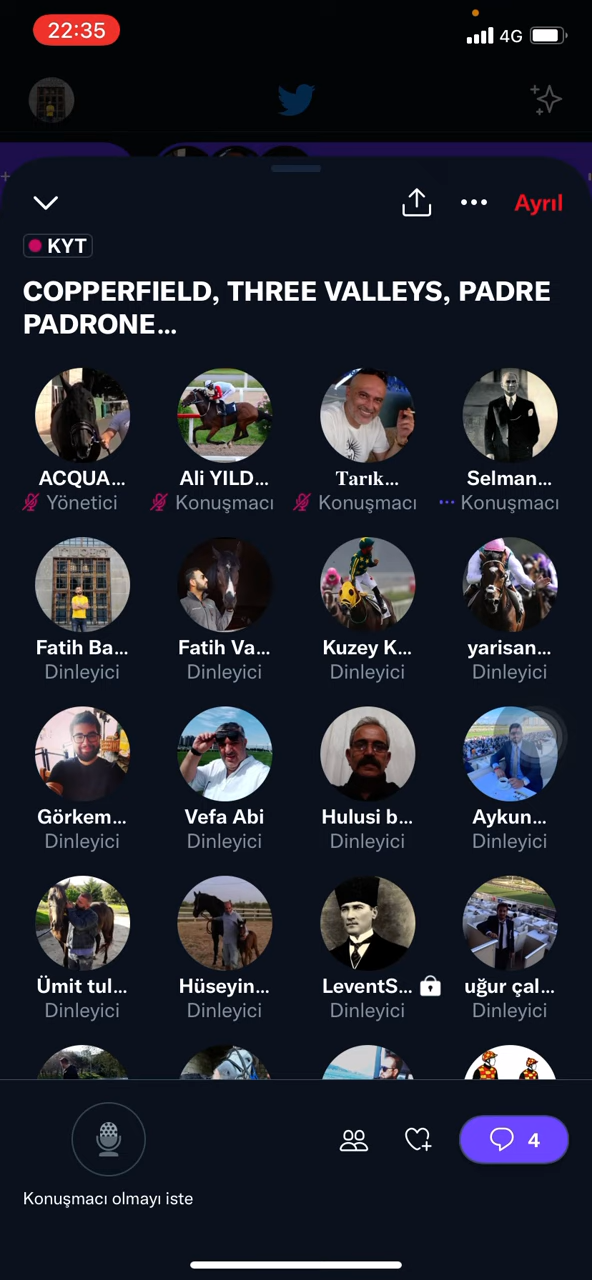 22:35
4G
Ayrıl
KYT
COPPERFIELD, THREE VALLEYS, PADRE
PADRONE...
ACQUA... Ali YILD... Tarık... Selman...
Yönetici Konuşmacı Konuşmacı Konuşmacı
Fatih Ba... Fatih Va... Kuzey K... yarisan...
Dinleyici Dinleyici Dinleyici Dinleyici
Görkem... Vefa Abi Hulusi b... Aykun...
Dinleyici Dinleyici Dinleyici Dinleyici
Ümit tul... Hüseyin... LeventS... uğur çal...
Dinleyici Dinleyici Dinleyici Dinleyici
4
Konuşmacı olmayı iste